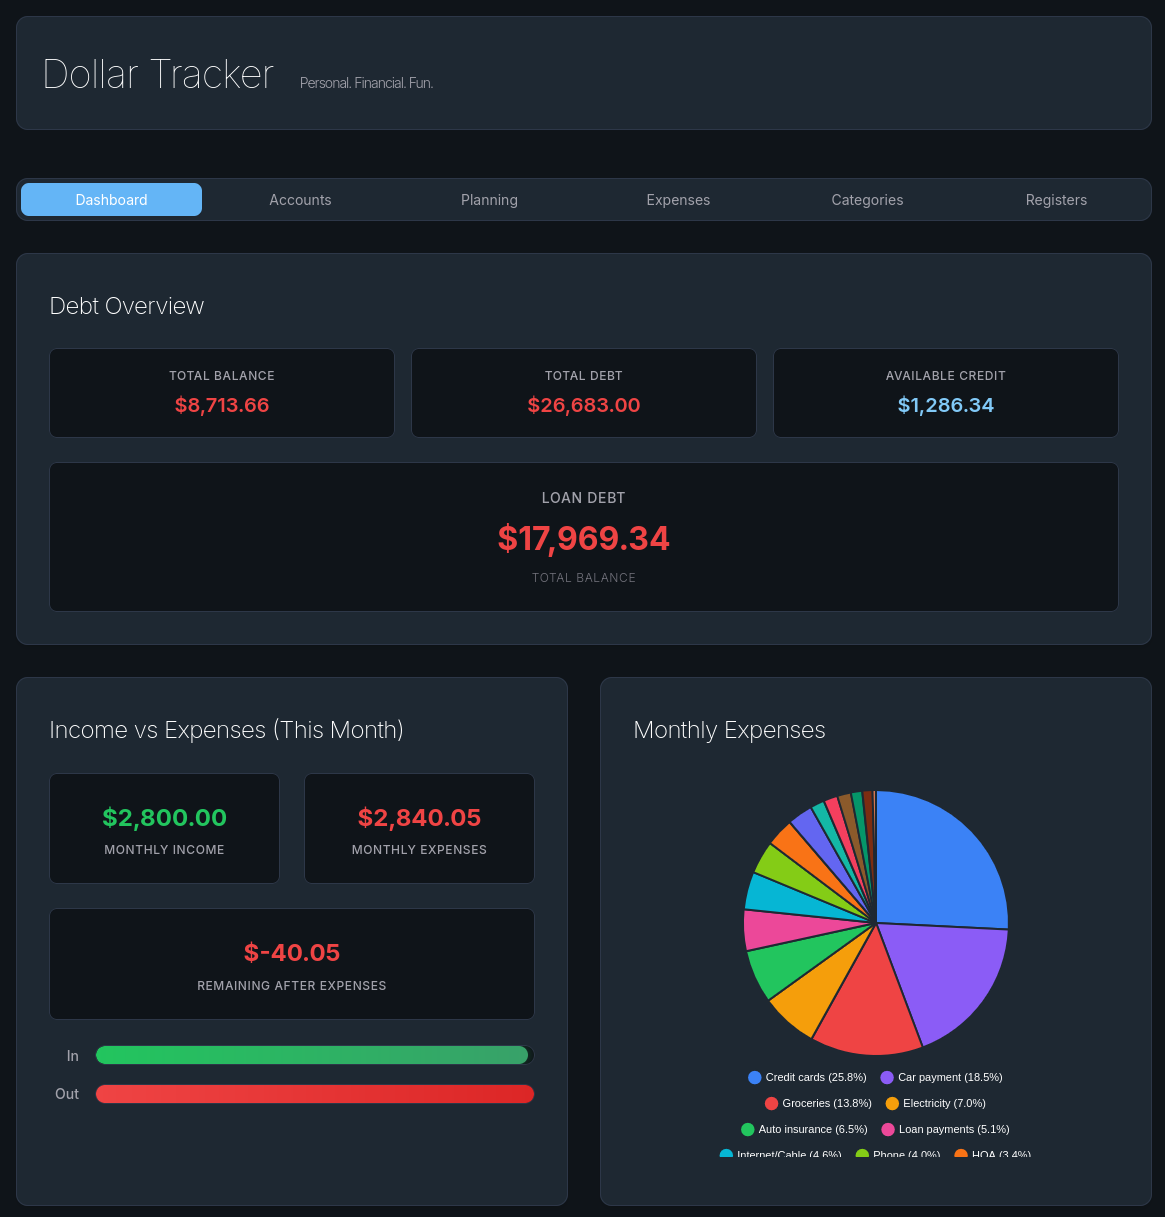 Dollar Tracker Personal. Financial. Fun.
Dashboard Accounts Planning Expenses Categories Registers
Debt Overview
TOTAL BALANCE TOTAL DEBT AVAILABLE CREDIT
$8,713.66 $26,683.00 $1,286.34
LOAN DEBT
$17,969.34
TOTAL BALANCE
Income vs Expenses (This Month)
$2,800.00 $2,840.05
MONTHLY INCOME MONTHLY EXPENSES
$-40.05
REMAINING AFTER EXPENSES
In
Out
Monthly Expenses
Credit cards (25.8%) Car payment (18.5%)
Groceries (13.8%) Electricity (7.0%)
Auto insurance (6.5%) Loan payments (5.1%)
Internet/Cable (4.6%) Phone (4.0%) HOA (3.4%)